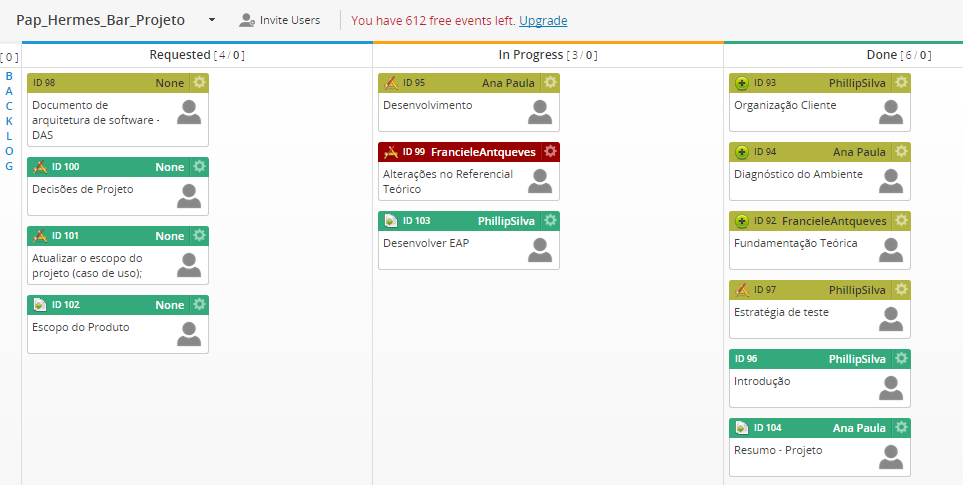 Pap_Hermes_Bar_Projeto
Invite Users
You have 612 free events left. Upgrade
[ 0 ]
BACKLOG
Requested [ 4 / 0 ]
ID 98 None
Documento de
arquitetura de software -
DAS
ID 100 None
Decisões de Projeto
ID 101 None
Atualizar o escopo do
projeto (caso de uso);
ID 102 None
Escopo do Produto
In Progress [ 3 / 0 ]
ID 95 Ana Paula
Desenvolvimento
ID 99 FrancieleAntqueves
Alterações no Referencial
Teórico
ID 103 PhillipSilva
Desenvolver EAP
Done [ 6 / 0 ]
ID 93 PhillipSilva
Organização Cliente
ID 94 Ana Paula
Diagnóstico do Ambiente
ID 92 FrancieleAntqueves
Fundamentação Teórica
ID 97 PhillipSilva
Estratégia de teste
ID 96 PhillipSilva
Introdução
ID 104 Ana Paula
Resumo - Projeto